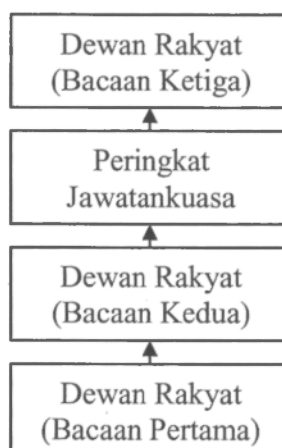 Dewan Rakyat
(Bacaan Ketiga)
Peringkat
Jawatankuasa
Dewan Rakyat
(Bacaan Kedua)
Dewan Rakyat
(Bacaan Pertama)